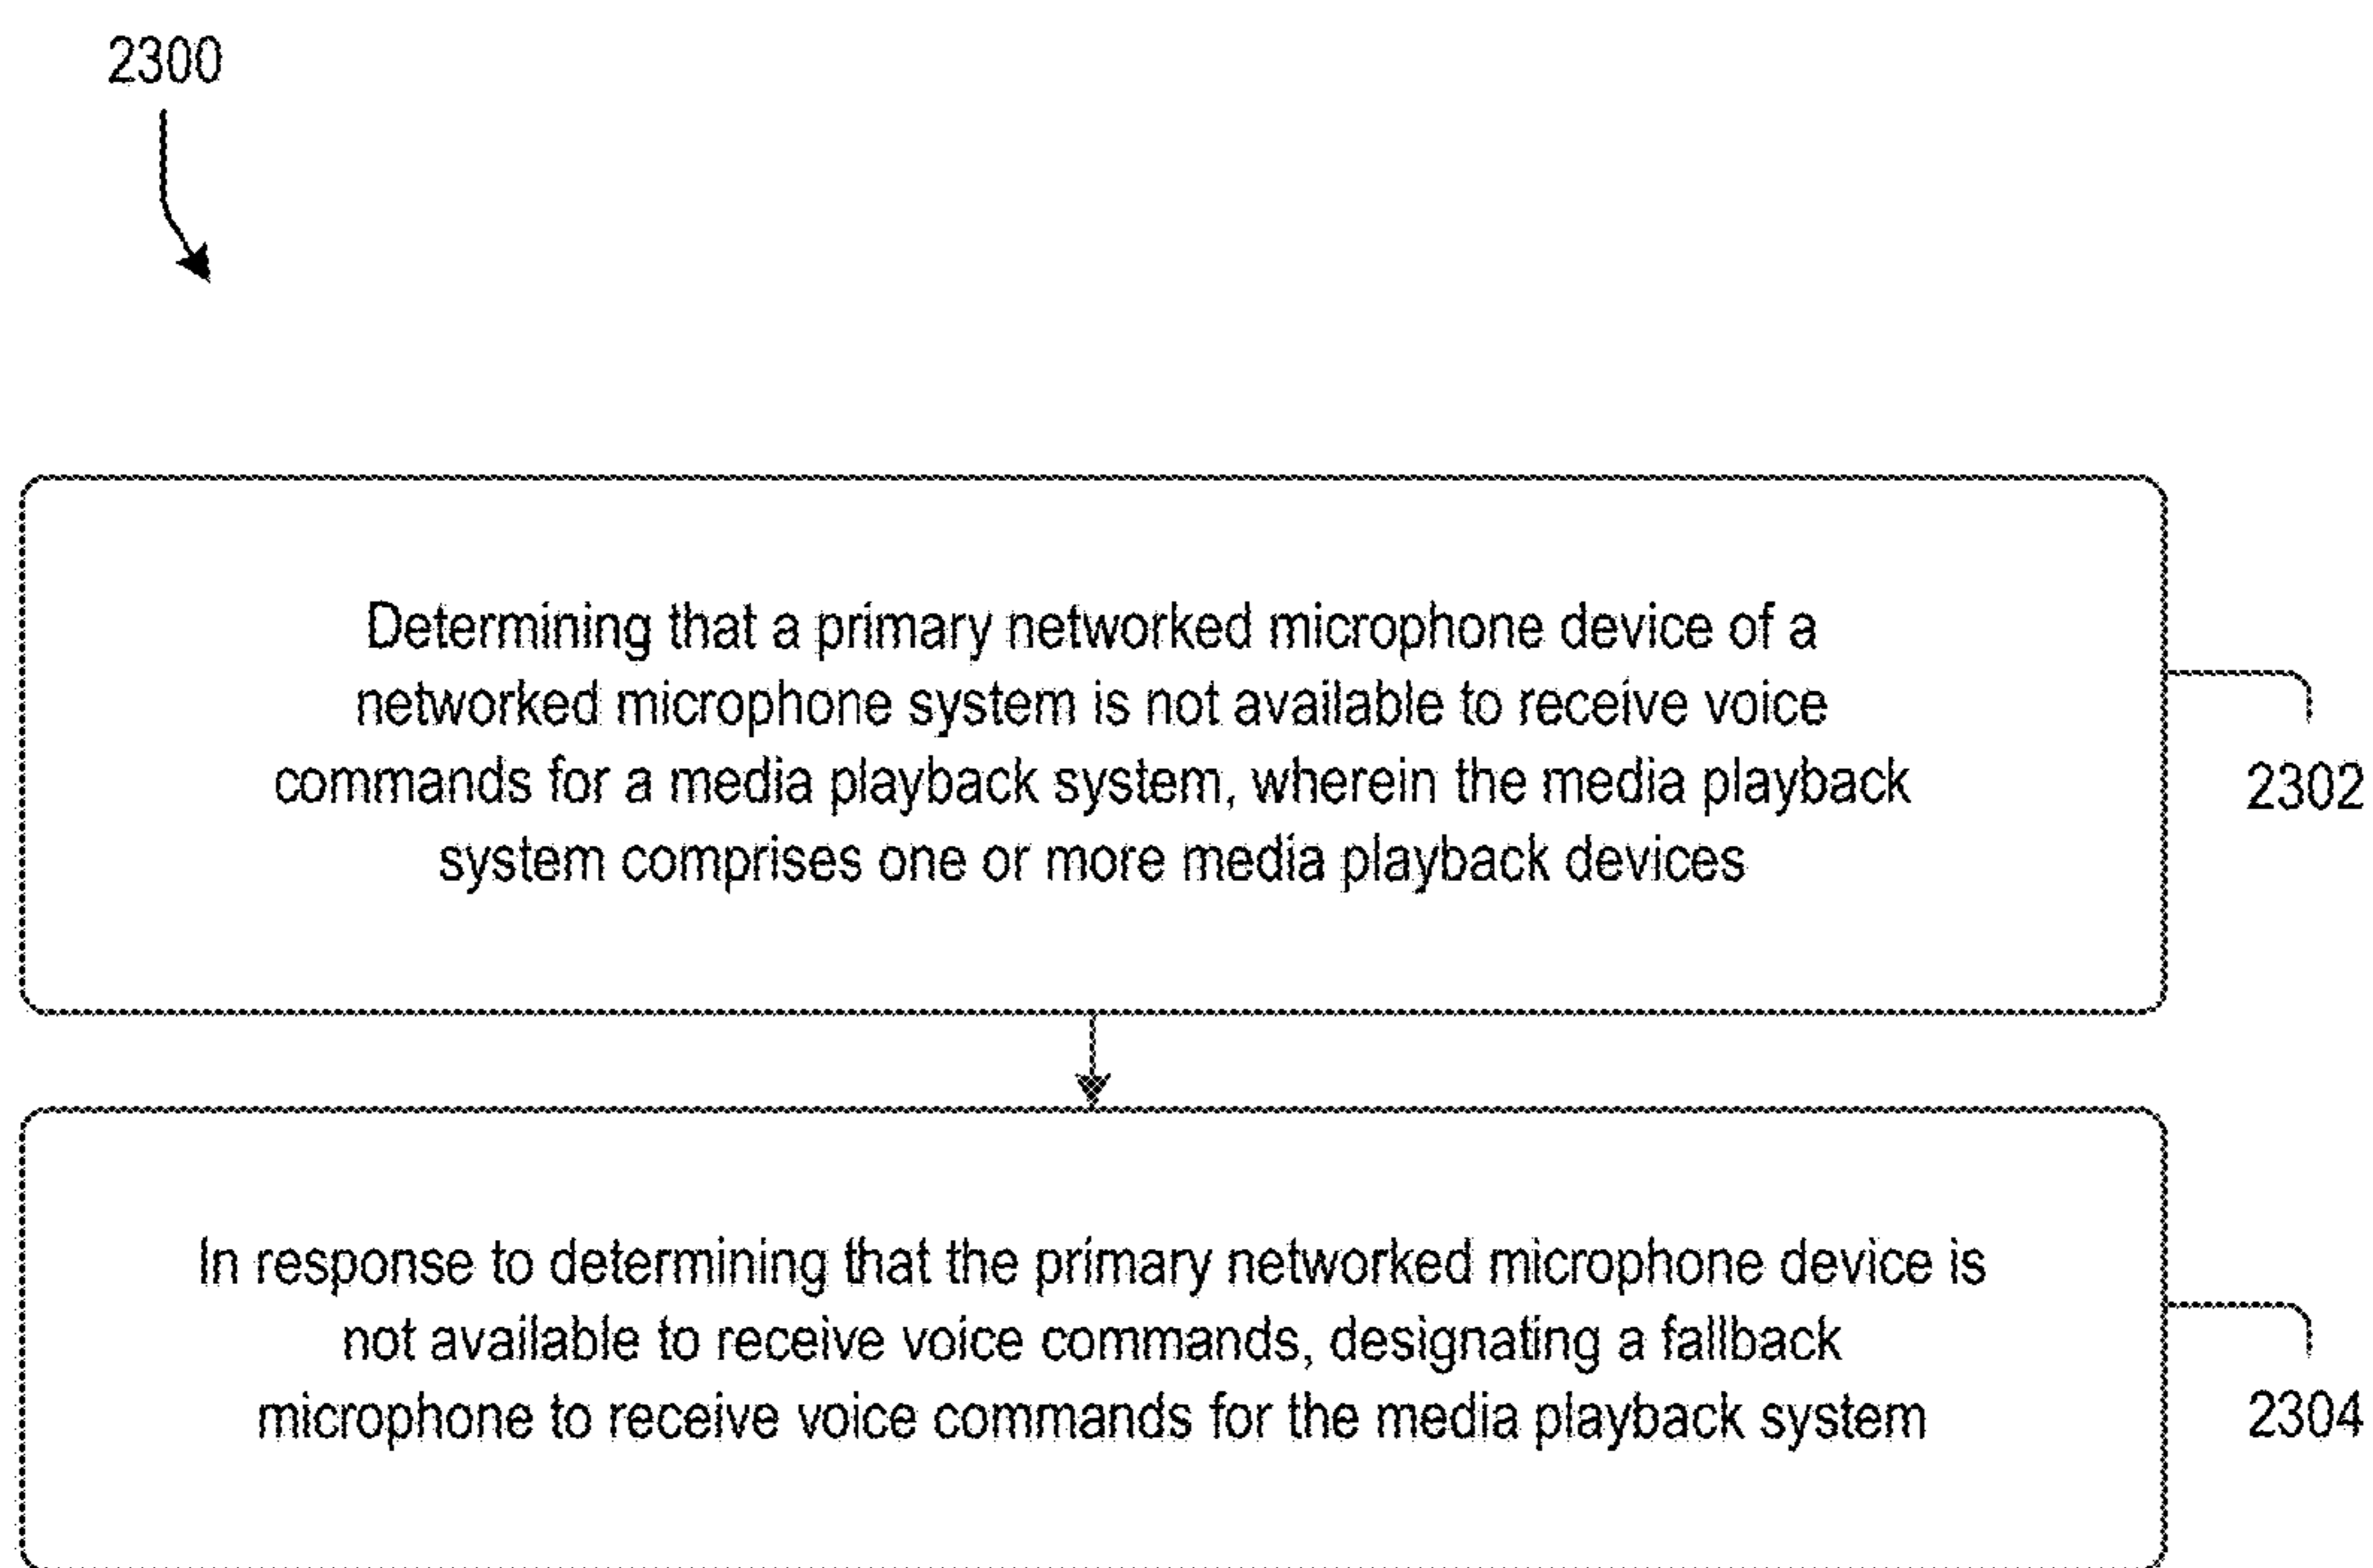 2300
Determining that a primary networked microphone device of a
networked microphone system is not available to receive voice
commands for a media playback system, wherein the media playback
system comprises one or more media playback devices
2302
In response to determining that the primary networked microphone device is
not available to receive voice commands, designating a fallback
microphone to receive voice commands for the media playback system
2304